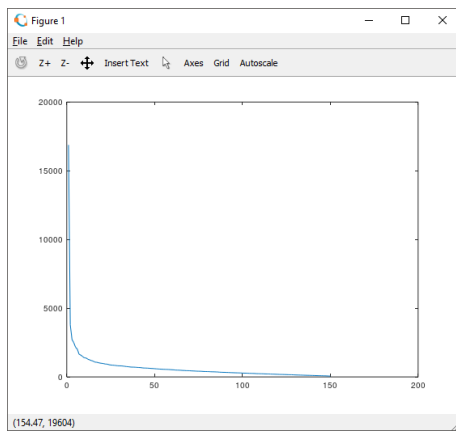 Figure 1
File Edit Help
Z+ Z- Insert Text Axes Grid Autoscale
20000
15000
10000
5000
0
0 50 100 150 200
(154.47, 19604)